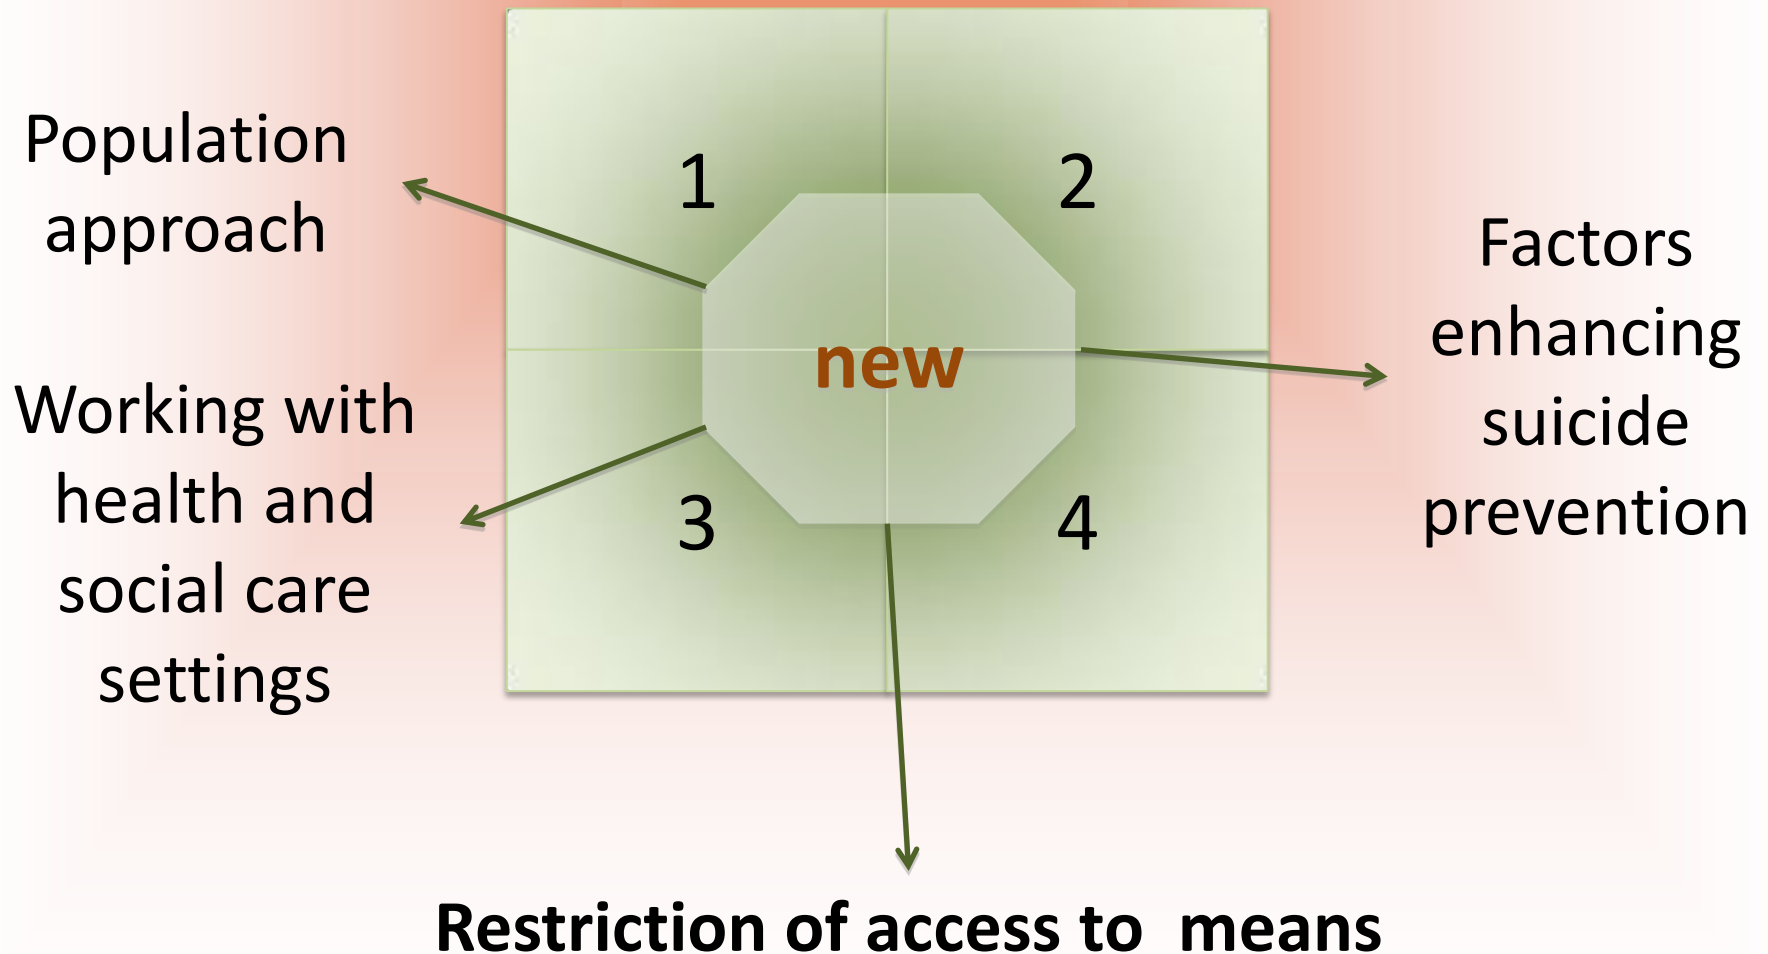 Population
approach
Working with
health and
social care
settings
1
2
new
3
4
Factors
enhancing
suicide
prevention
Restriction of access to  means